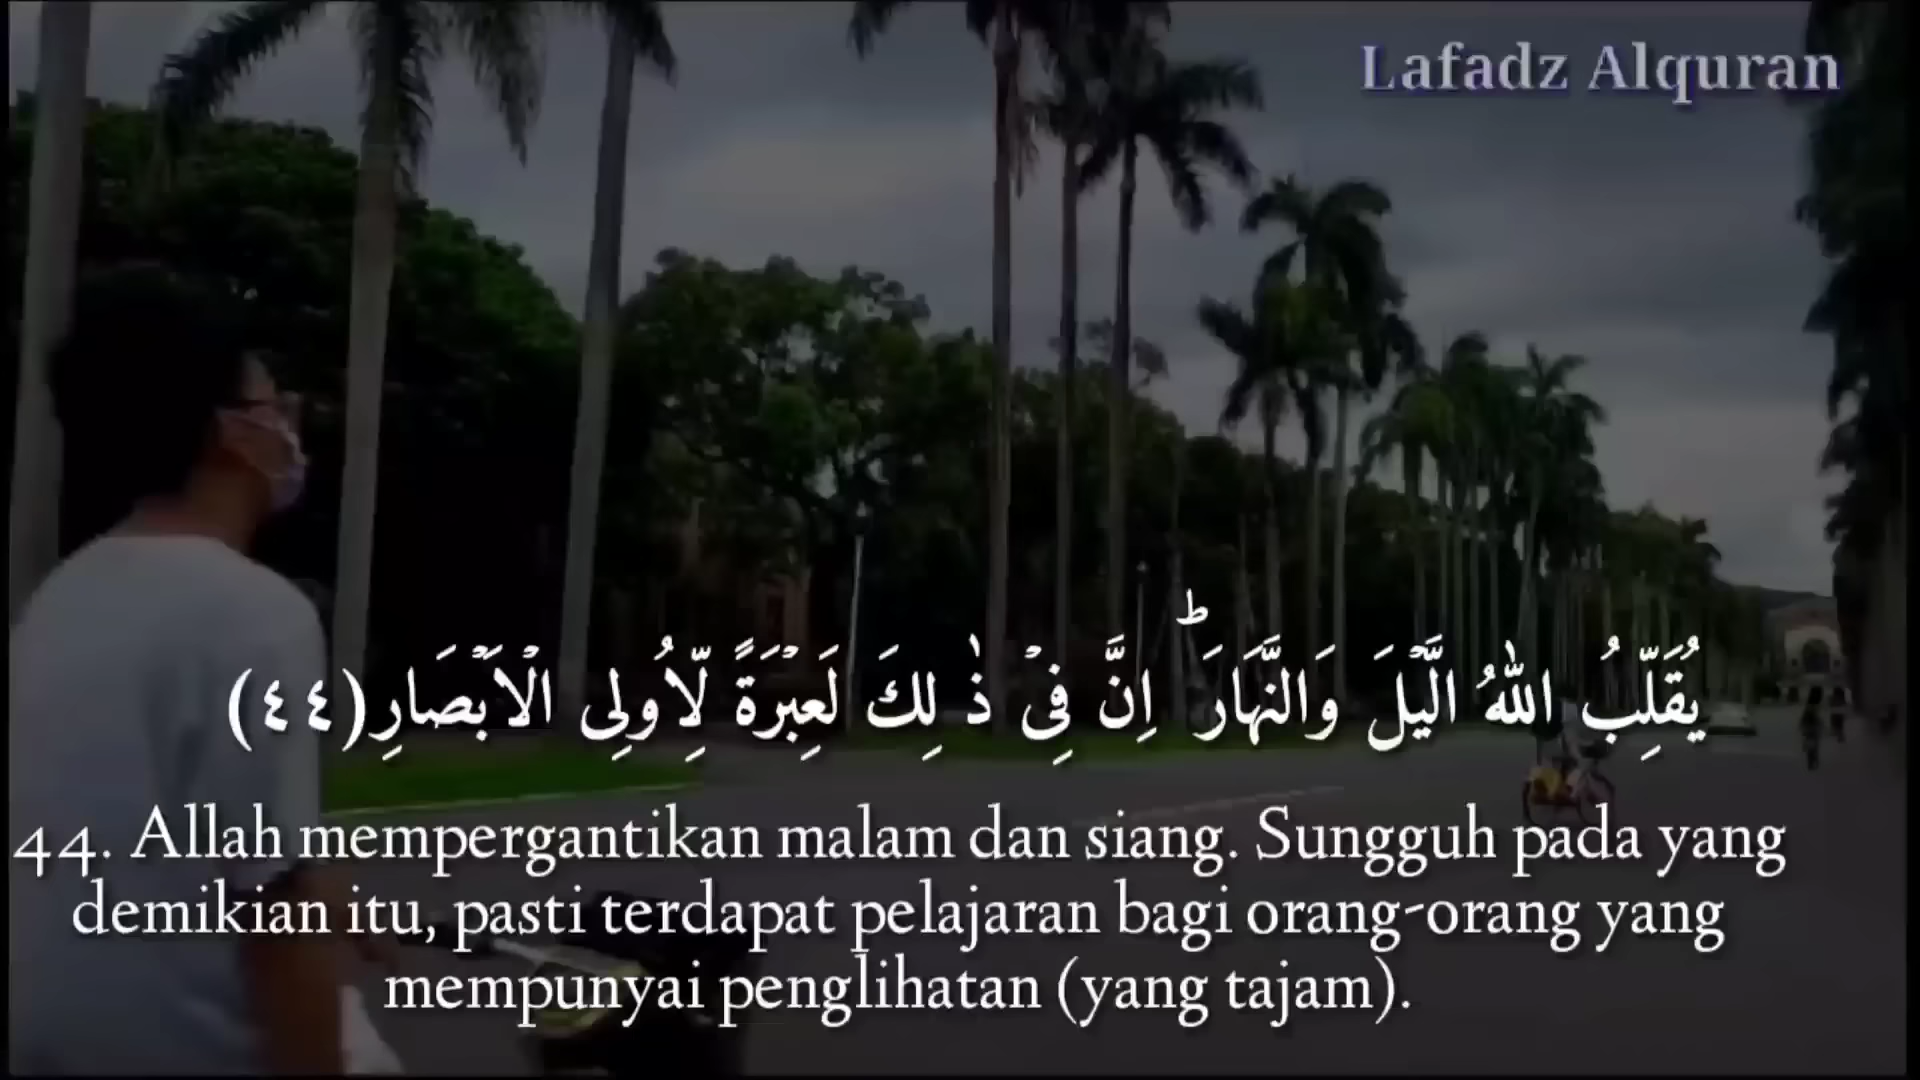 Lafadz Alquran
يُقَلِّبُ اللّٰهُ الَّيۡلَ وَالنَّهَارَ‌ ؕ اِنَّ فِىۡ ذٰ لِكَ لَعِبۡرَةً لِّاُولِى الۡاَبۡصَارِ‏(٤٤)
44. Allah mempergantikan malam dan siang. Sungguh pada yang
demikian itu, pasti terdapat pelajaran bagi orang-orang yang
mempunyai penglihatan (yang tajam).